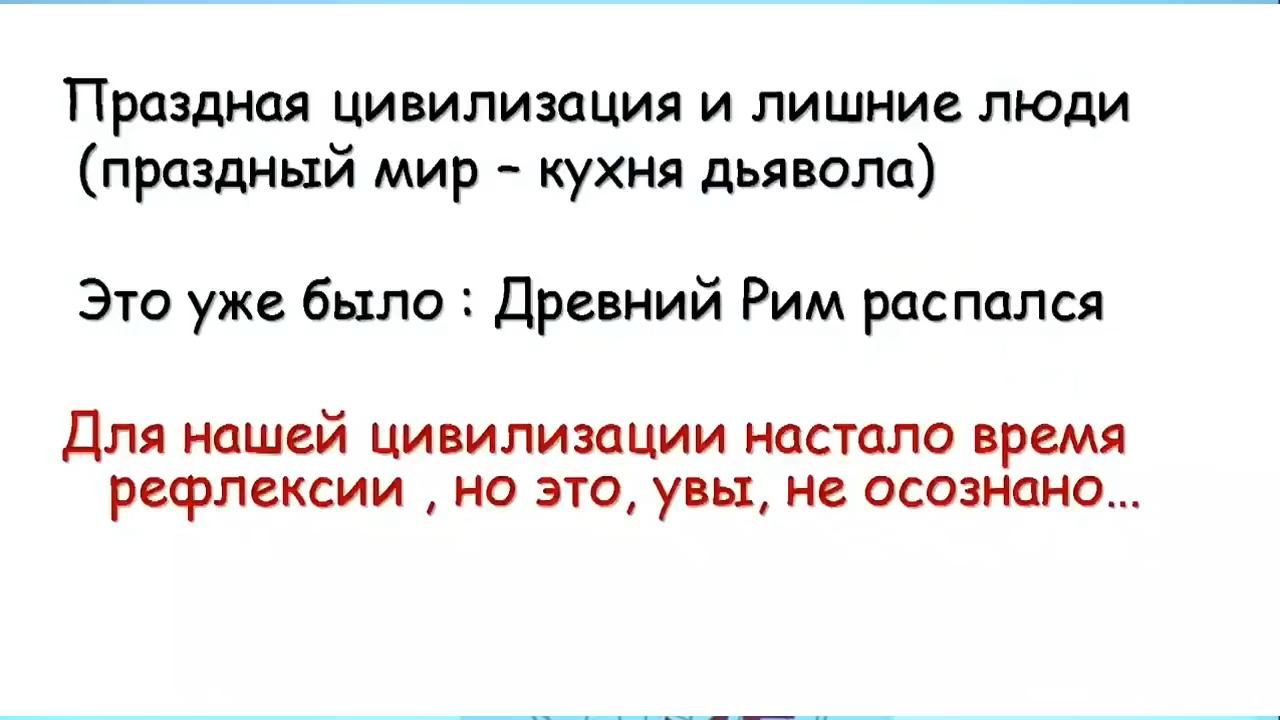 Праздная цивилизация и лишние люди
(праздный мир – кухня дьявола)
Это уже было : Древний Рим распался
Для нашей цивилизации настало время
рефлексии , но это, увы, не осознано...